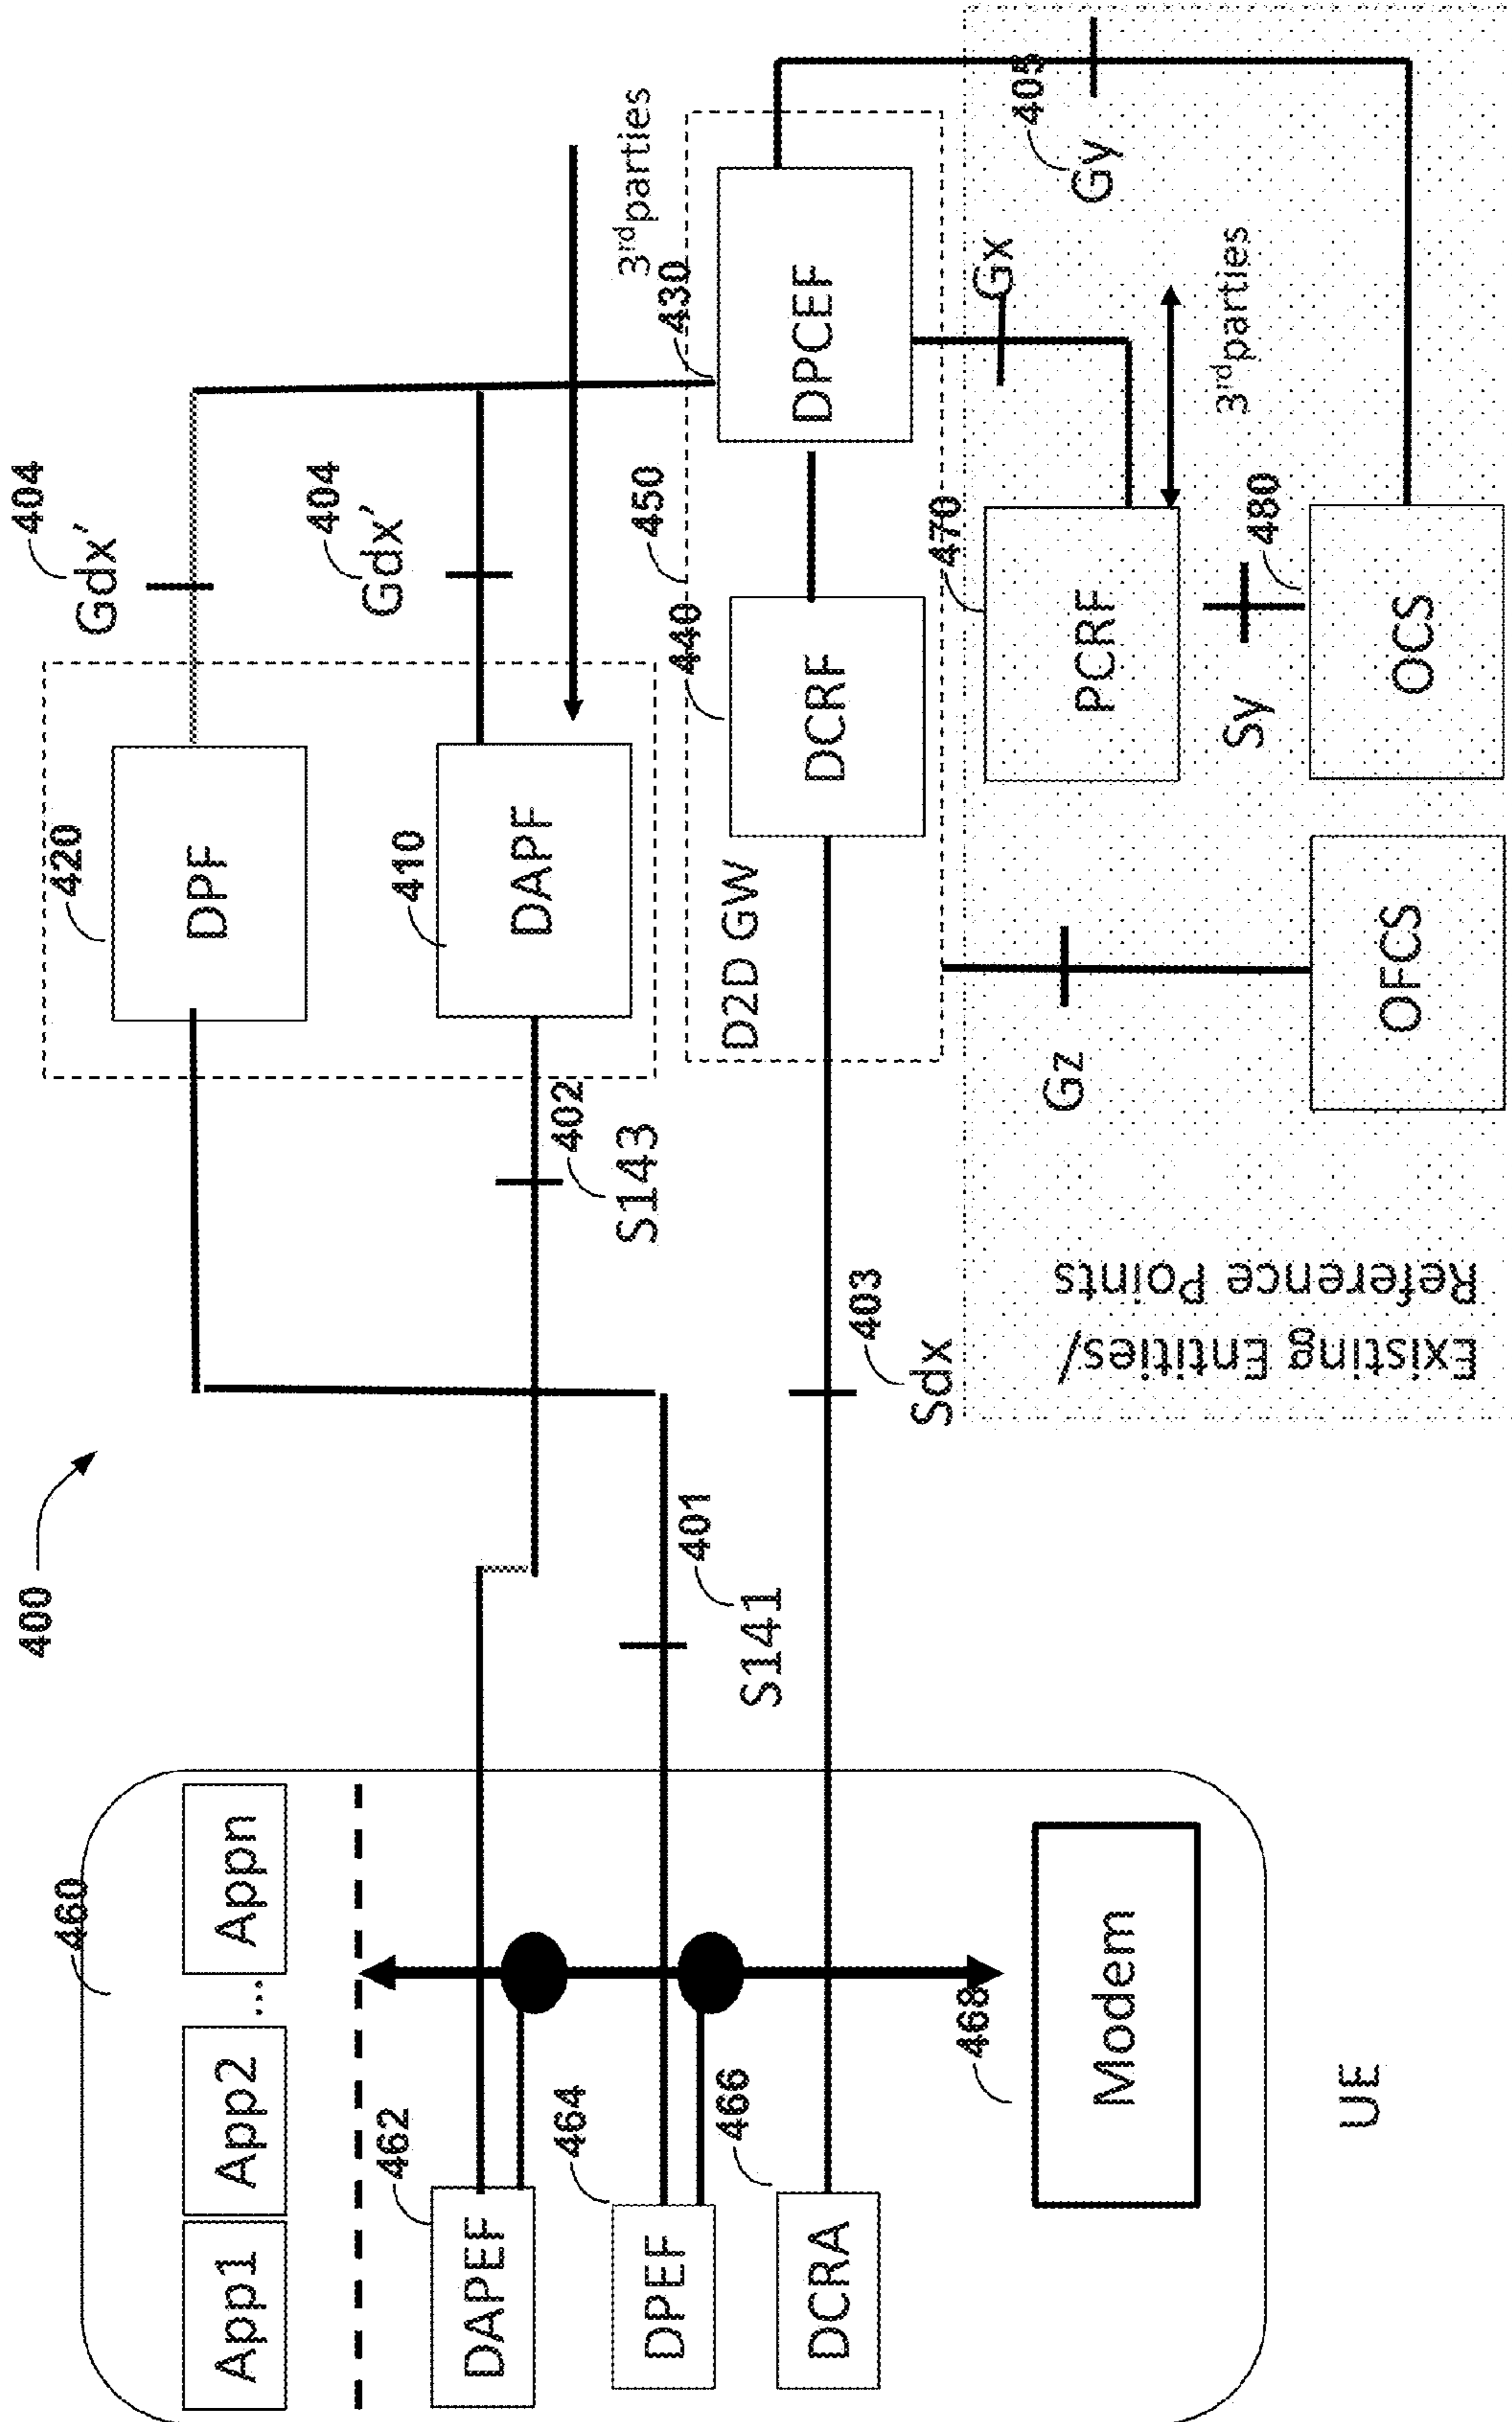 400
460
App1
App2
...
Appn
462
DAPEF
464
DPEF
466
DCRA
468
Modem
UE
401
S141
402
S143
403
Sdx
420
DPF
410
DAPF
404
Gdx'
404
Gdx'
3rd parties
450
D2D GW
440
DCRF
430
DPCEF
Existing Entities/
Reference Points
Gz
OFCS
470
PCRF
Gx
3rd parties
405
Gy
Sy
480
OCS